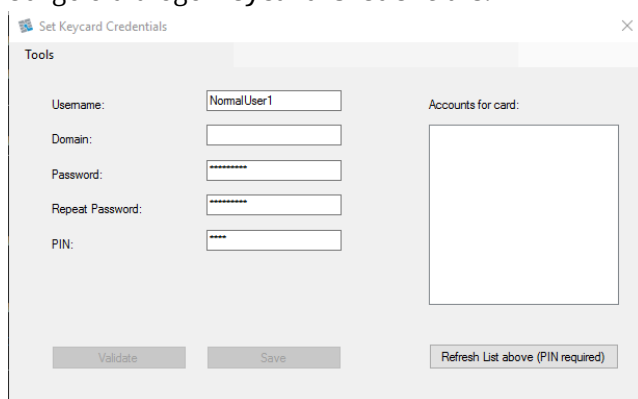 Set Keycard Credentials
Tools
Username:
NormalUser1
Accounts for card:
Domain:
Password:
*********
Repeat Password:
*********
PIN:
****
Validate
Save
Refresh List above (PIN required)